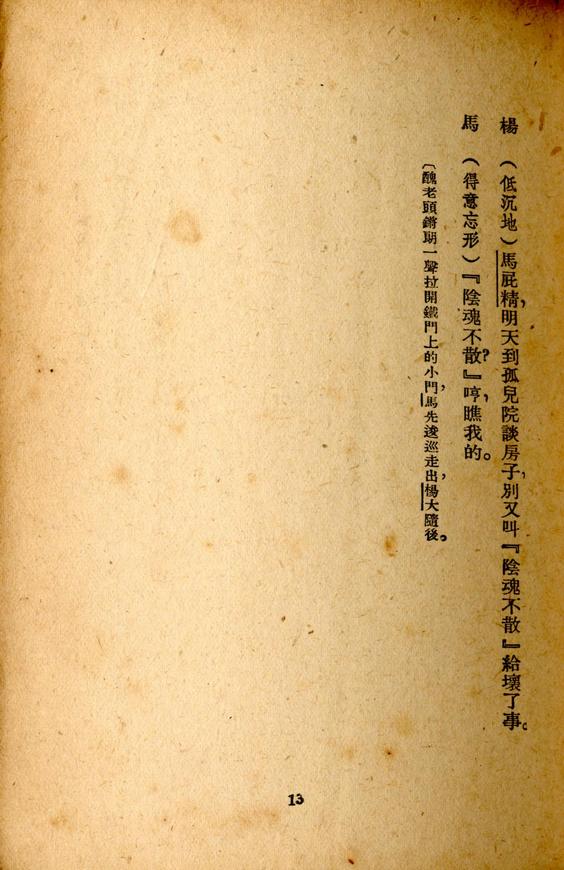 楊　（低沉地）馬屁精，明天到孤兒院談房子，別又叫『陰魂不散』給壞了事。
馬　（得意忘形）『陰魂不散』？哼，瞧我的。
〔醜老頭鏘瑯一聲拉開鐵門上的小門，馬先逡巡走出，楊大隨後。
13